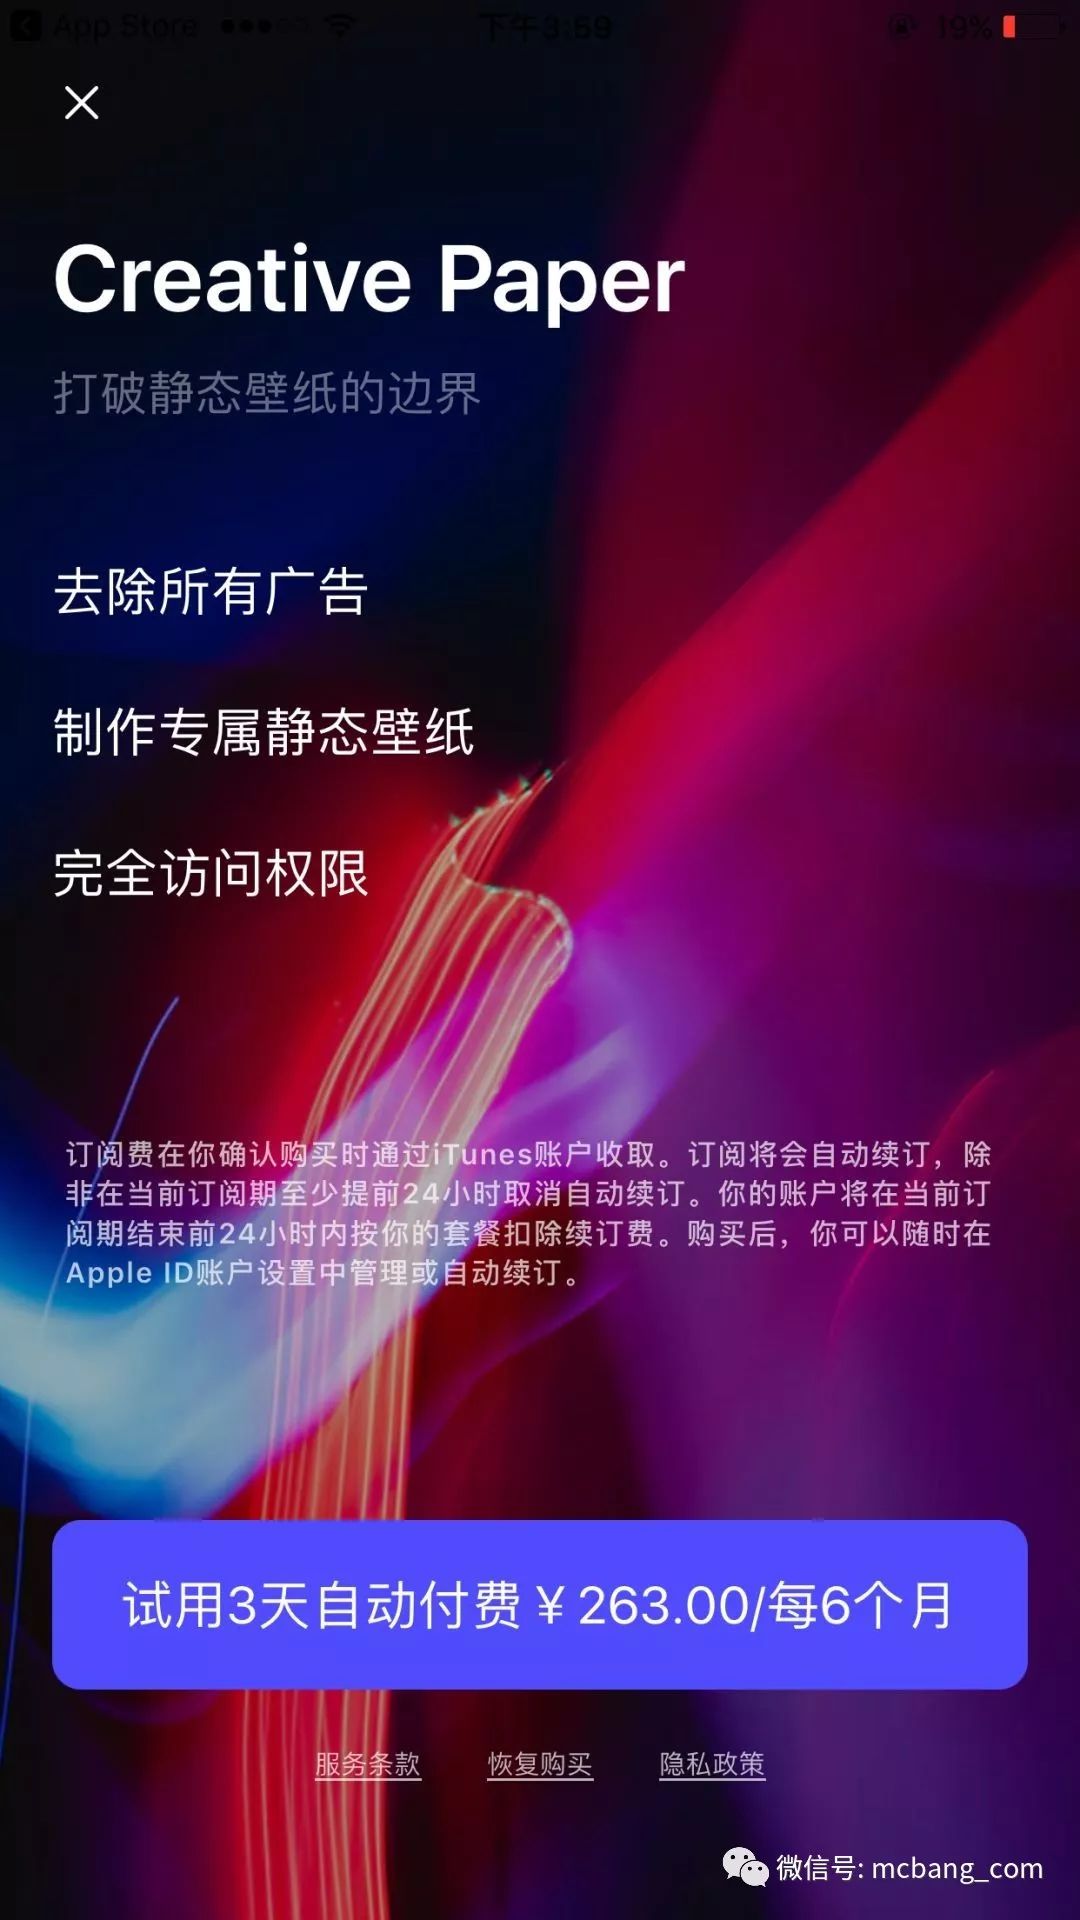 App Store
下午3:59
19%
Creative Paper
打破静态壁纸的边界
去除所有广告
制作专属静态壁纸
完全访问权限
订阅费在你确认购买时通过iTunes账户收取。订阅将会自动续订，除
非在当前订阅期至少提前24小时取消自动续订。你的账户将在当前订
阅期结束前24小时内按你的套餐扣除续订费。购买后，你可以随时在
Apple ID账户设置中管理或自动续订。
试用3天自动付费￥263.00/每6个月
服务条款
恢复购买
隐私政策
微信号: mcbang_com